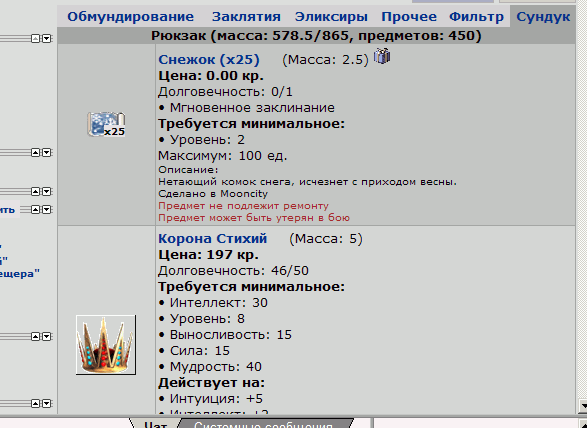 Обмундирование Заклятия Эликсиры Прочее Фильтр Сундук
Рюкзак (масса: 578.5/865, предметов: 450)
Снежок (x25) (Масса: 2.5)
Цена: 0.00 кр.
Долговечность: 0/1
• Мгновенное заклинание
x25
Требуется минимальное:
• Уровень: 2
Максимум: 100 ед.
Описание:
Нетающий комок снега, исчезнет с приходом весны.
Сделано в Mooncity
Предмет не подлежит ремонту
Предмет может быть утерян в бою
ить
"
й"
ещера"
Корона Стихий (Масса: 5)
Цена: 197 кр.
Долговечность: 46/50
Требуется минимальное:
• Интеллект: 30
• Уровень: 8
• Выносливость: 15
• Сила: 15
• Мудрость: 40
Действует на:
• Интуиция: +5
• Интеллект: +2
Чат Системные сообщения